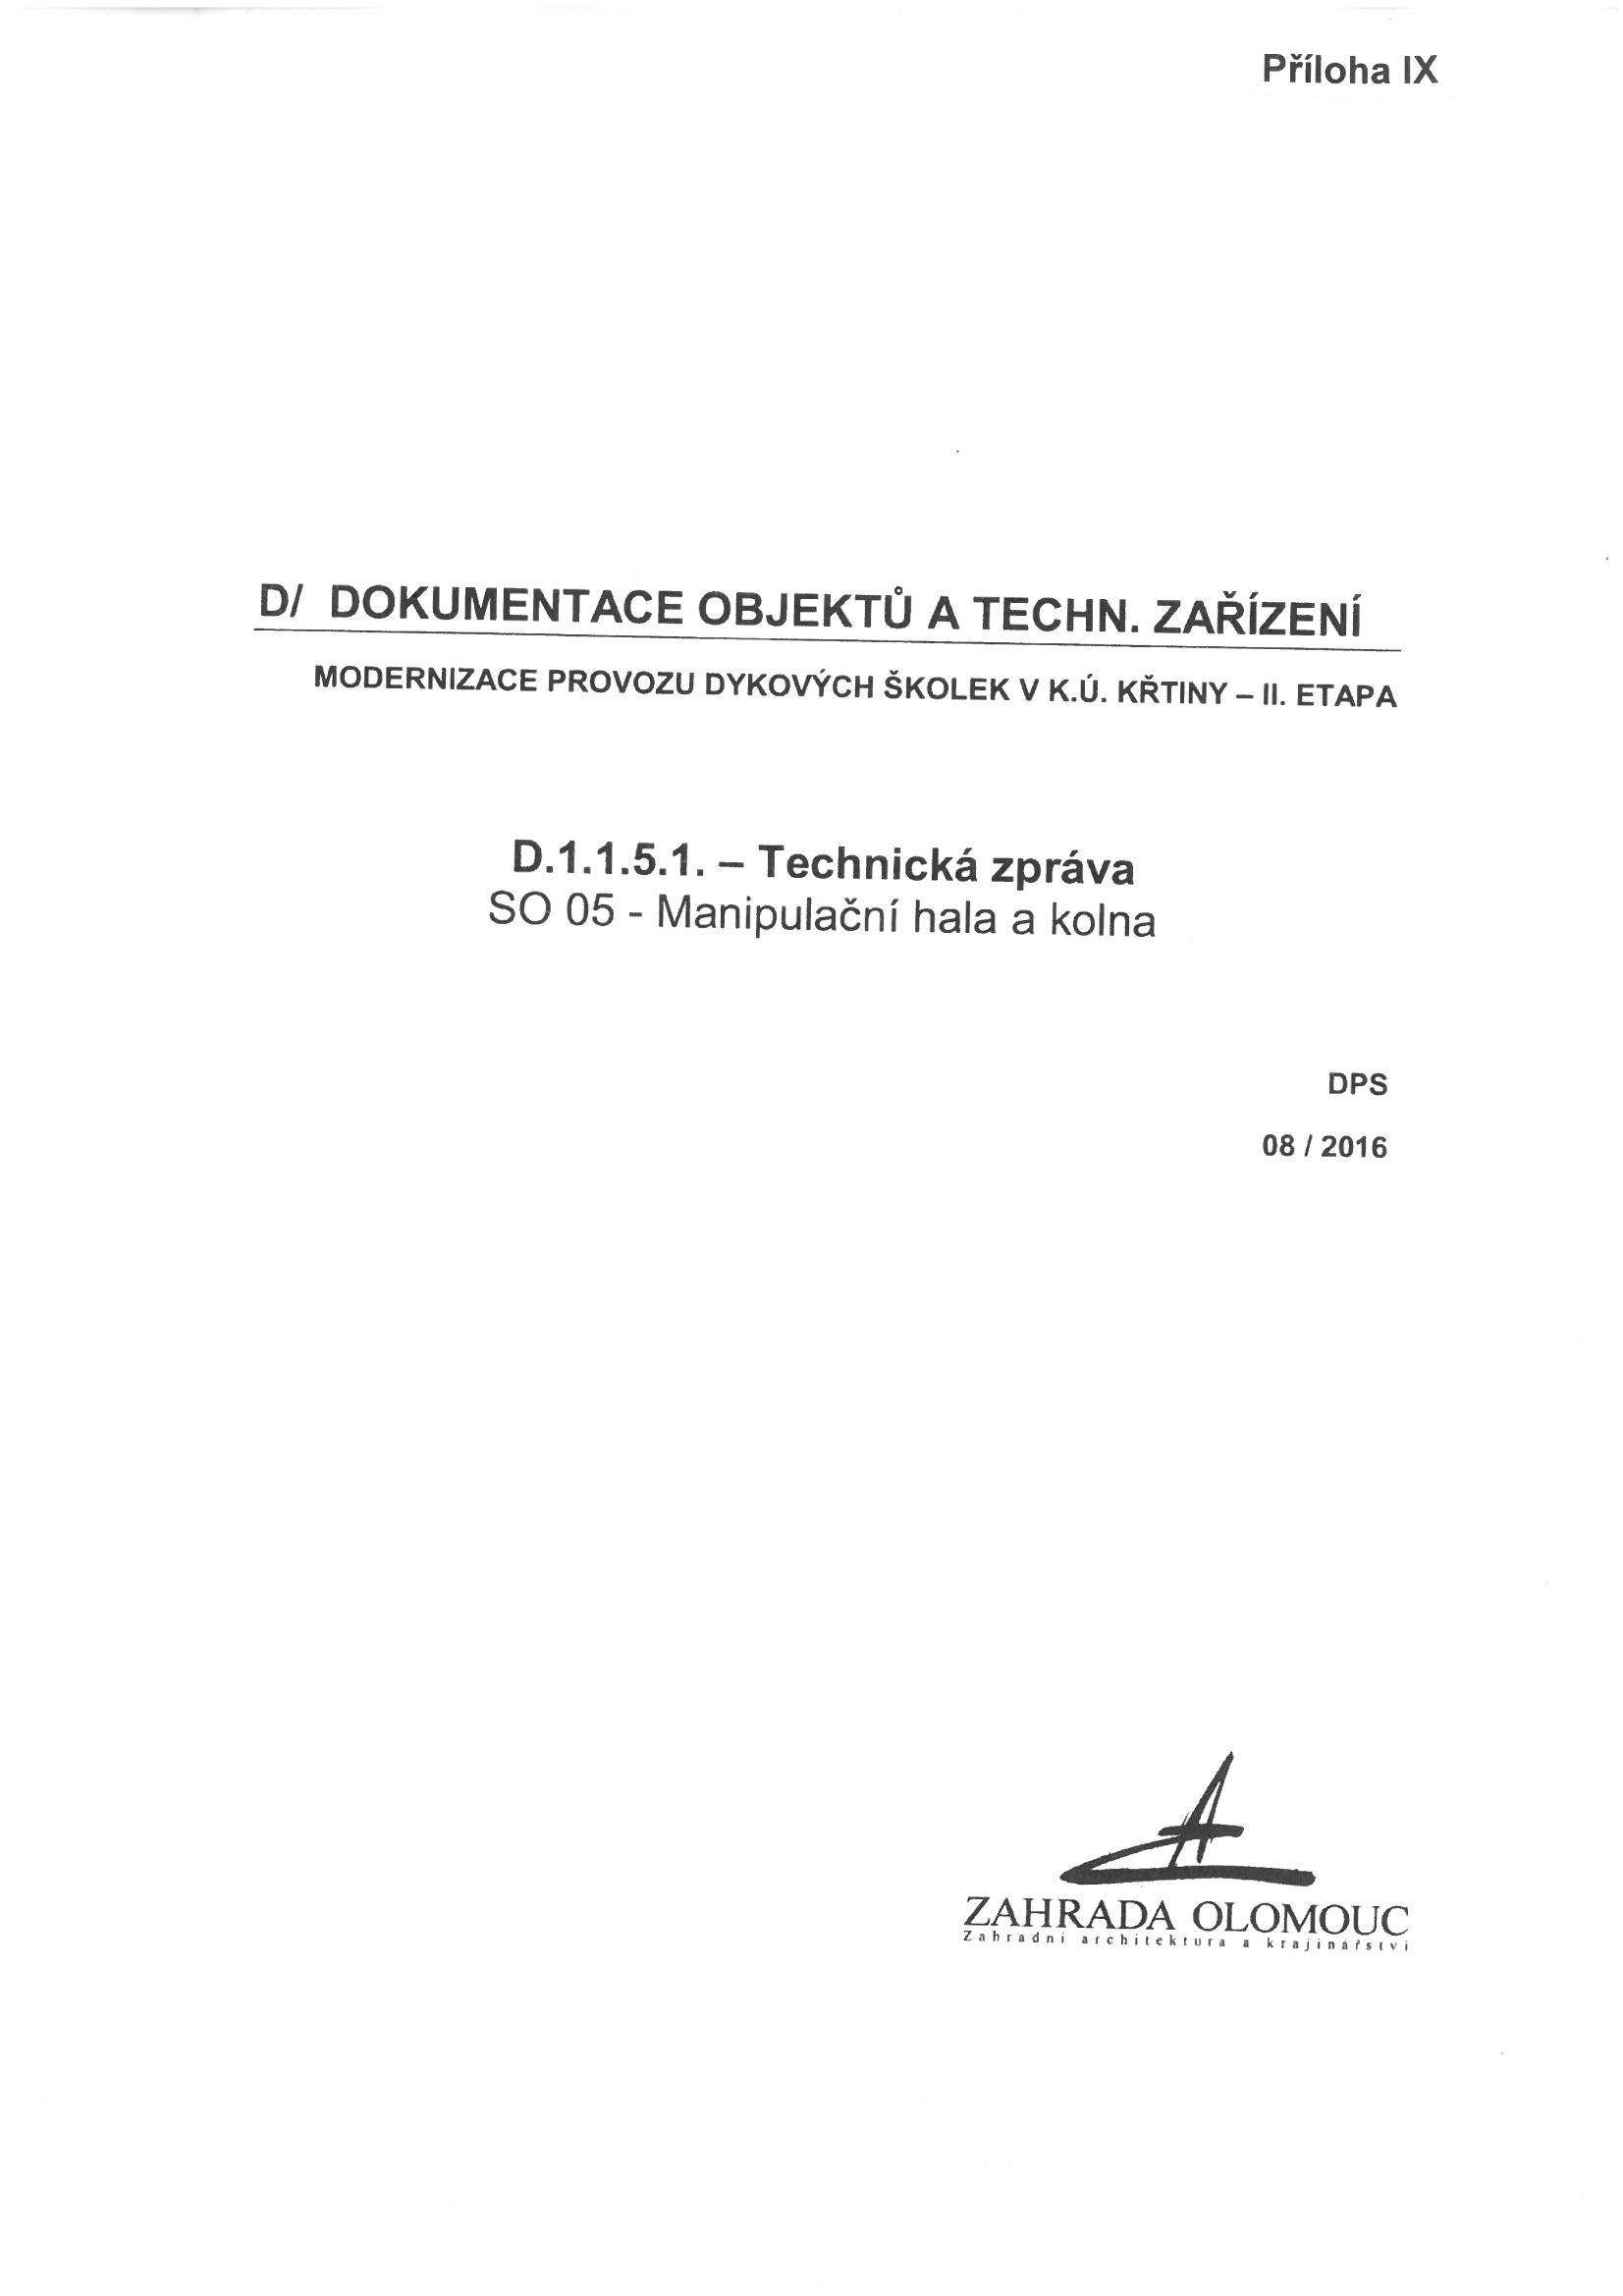 Příloha IX
D/ DOKUMENTACE OBJEKTŮ A TECHN. ZAŘÍZENÍ
MODERNIZACE PROVOZU DYKOVÝCH ŠKOLEK V K.Ú. KŘTINY – II. ETAPA
D.1.1.5.1. – Technická zpráva
SO 05 - Manipulační hala a kolna
DPS
08 / 2016
ZAHRADA OLOMOUC
Zahradní architektura a krajinářství